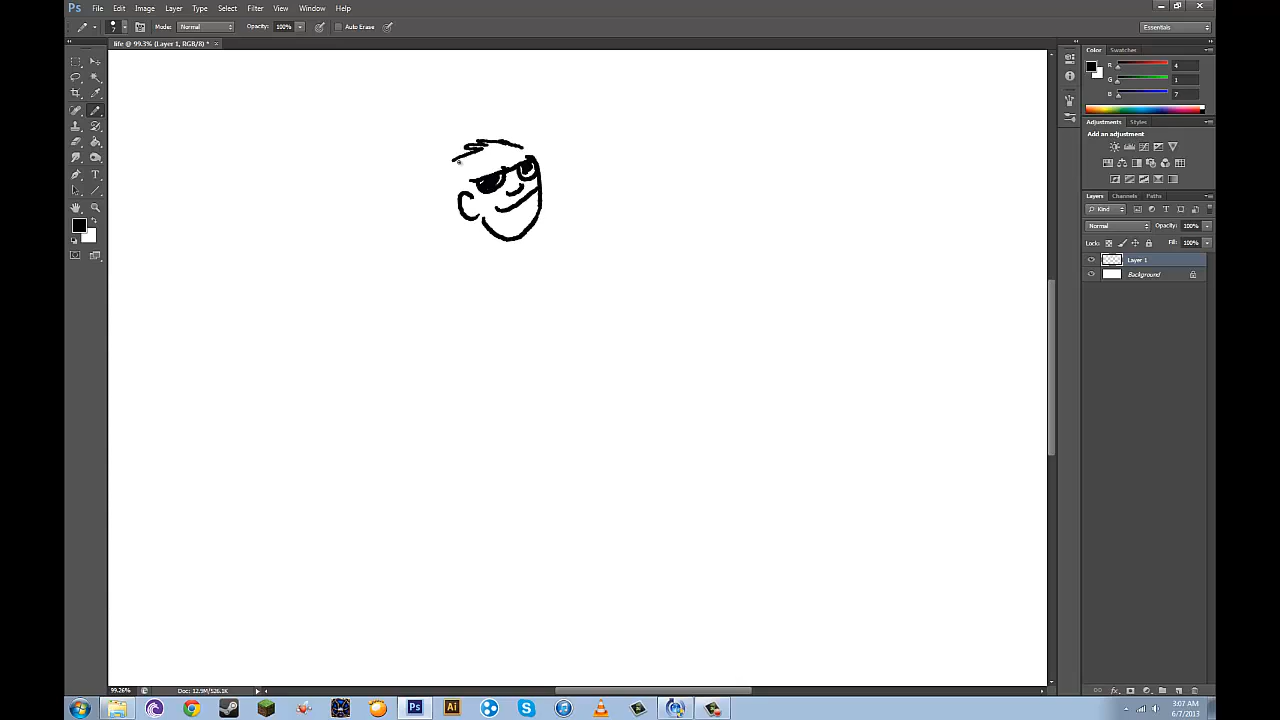 Ps File Edit Image Layer Type Select Filter View Window Help
7 Mode: Normal Opacity: 100% Auto Erase Essentials
life @ 99.3% (Layer 1, RGB/8) * ×
Color Swatches
R 4
G 1
B 7
Adjustments Styles
Add an adjustment
Layers Channels Paths
Kind
Normal Opacity: 100%
Lock: Fill: 100%
Layer 1
Background
99.26% Doc: 12.9M/526.1K
Ps Ai
3:07 AM
6/7/2013